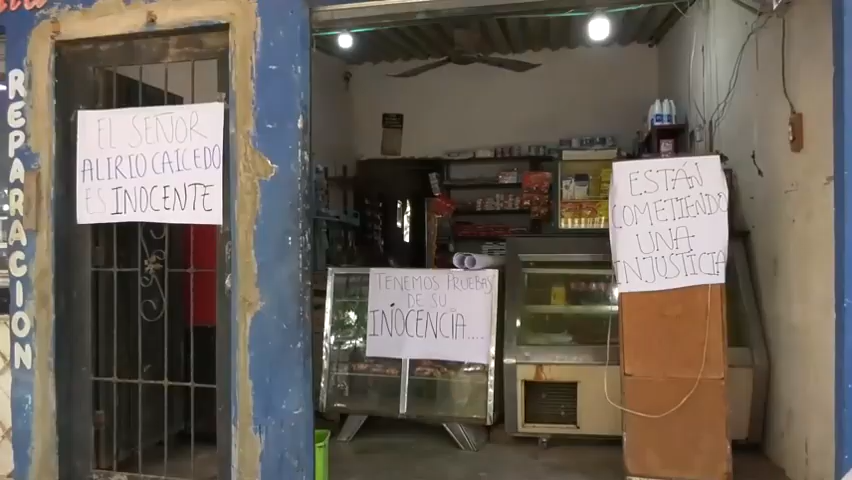 REPARACION
EL SEÑOR
ALIRIO CAICEDO
ES INOCENTE
TENEMOS PRUEBAS
DE SU
INOCENCIA....
ESTÁN
COMETIENDO
UNA
INJUSTICIA